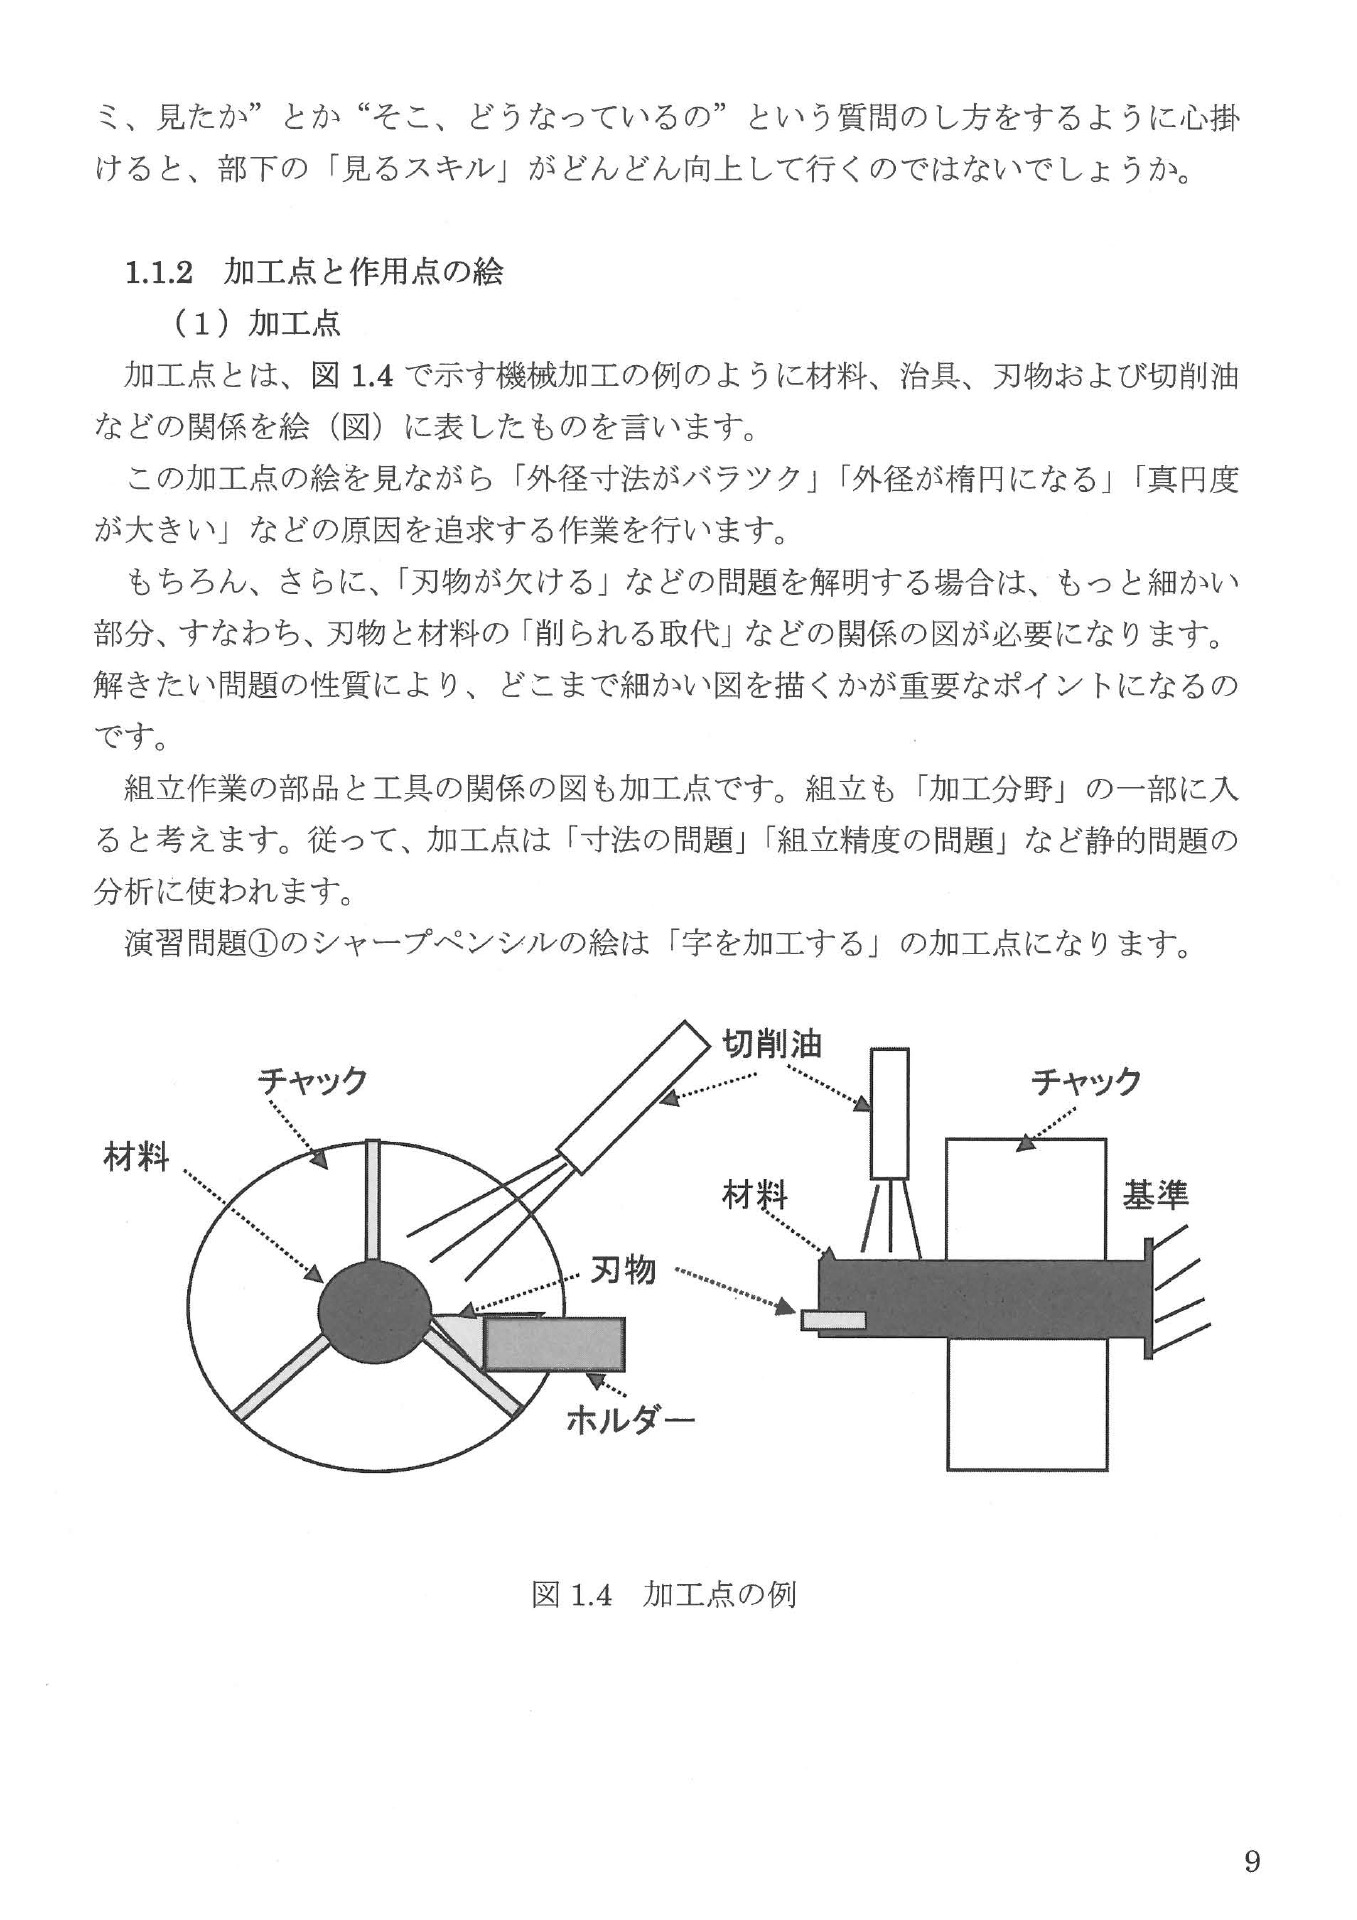 ミ、見たか”とか“そこ、どうなっているの”という質問のし方をするように心掛
けると、部下の「見るスキル」がどんどん向上して行くのではないでしょうか。
1.1.2　加工点と作用点の絵
（1）加工点
加工点とは、図 1.4 で示す機械加工の例のように材料、治具、刃物および切削油
などの関係を絵（図）に表したものを言います。
この加工点の絵を見ながら「外径寸法がバラツク」「外径が楕円になる」「真円度
が大きい」などの原因を追求する作業を行います。
もちろん、さらに、「刃物が欠ける」などの問題を解明する場合は、もっと細かい
部分、すなわち、刃物と材料の「削られる取代」などの関係の図が必要になります。
解きたい問題の性質により、どこまで細かい図を描くかが重要なポイントになるの
です。
組立作業の部品と工具の関係の図も加工点です。組立も「加工分野」の一部に入
ると考えます。従って、加工点は「寸法の問題」「組立精度の問題」など静的問題の
分析に使われます。
演習問題①のシャープペンシルの絵は「字を加工する」の加工点になります。
切削油
チャック
チャック
材料
材料
基準
刃物
ホルダー
図 1.4　加工点の例
9